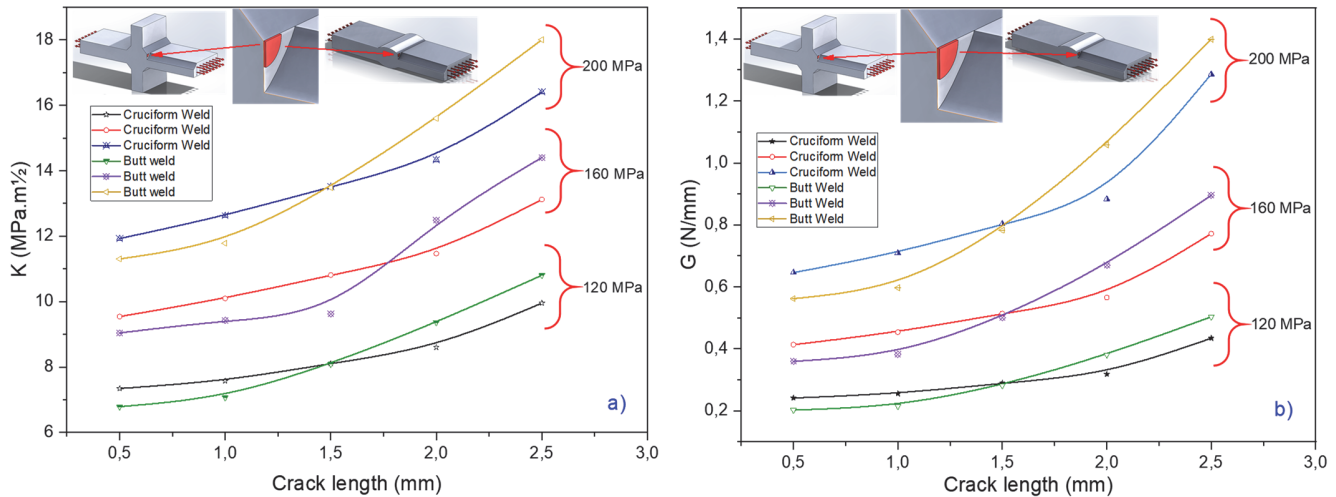 K (MPa.m½)
18
16
14
12
10
8
6
0,5
1,0
1,5
2,0
2,5
3,0
Crack length (mm)
Cruciform Weld
Cruciform Weld
Cruciform Weld
Butt weld
Butt weld
Butt weld
200 MPa
160 MPa
120 MPa
a)
G (N/mm)
1,4
1,2
1,0
0,8
0,6
0,4
0,2
0,5
1,0
1,5
2,0
2,5
3,0
Crack length (mm)
Cruciform Weld
Cruciform Weld
Cruciform Weld
Butt Weld
Butt Weld
Butt Weld
200 MPa
160 MPa
120 MPa
b)